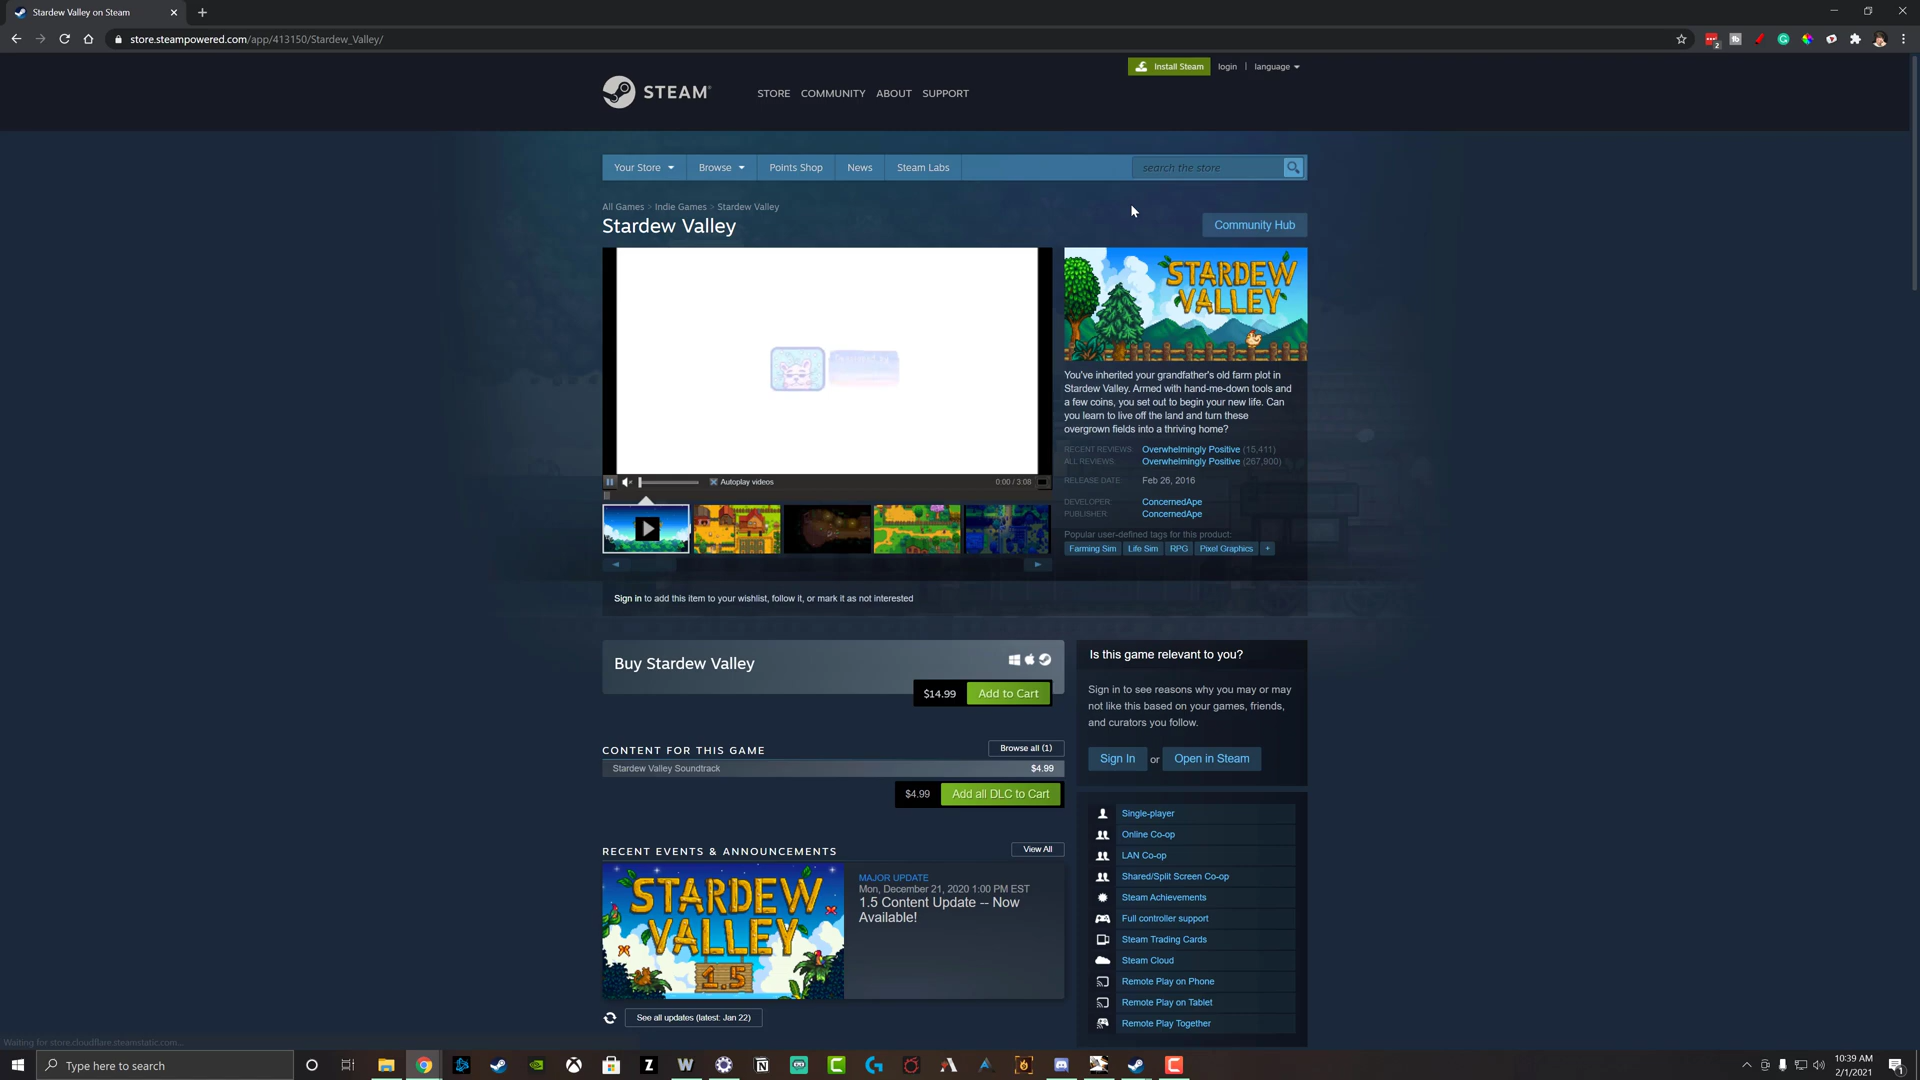 Stardew Valley on Steam
store.steampowered.com/app/413150/Stardew_Valley/
Install Steam login | language
STEAM
STORE COMMUNITY ABOUT SUPPORT
Your Store Browse Points Shop News Steam Labs
search the store
All Games > Indie Games > Stardew Valley
Stardew Valley
Community Hub
STARDEW
VALLEY
You've inherited your grandfather's old farm plot in
Stardew Valley. Armed with hand-me-down tools and
a few coins, you set out to begin your new life. Can
you learn to live off the land and turn these
overgrown fields into a thriving home?
RECENT REVIEWS: Overwhelmingly Positive (15,411)
ALL REVIEWS: Overwhelmingly Positive (267,900)
RELEASE DATE: Feb 26, 2016
DEVELOPER: ConcernedApe
PUBLISHER: ConcernedApe
Popular user-defined tags for this product:
Farming Sim Life Sim RPG Pixel Graphics +
Autoplay videos
0:00 / 3:08
Sign in to add this item to your wishlist, follow it, or mark it as not interested
Buy Stardew Valley
$14.99 Add to Cart
CONTENT FOR THIS GAME
Browse all (1)
Stardew Valley Soundtrack $4.99
$4.99 Add all DLC to Cart
RECENT EVENTS & ANNOUNCEMENTS
View All
STARDEW
VALLEY
1.5
MAJOR UPDATE
Mon, December 21, 2020 1:00 PM EST
1.5 Content Update -- Now
Available!
See all updates (latest: Jan 22)
Is this game relevant to you?
Sign in to see reasons why you may or may
not like this based on your games, friends,
and curators you follow.
Sign In or Open in Steam
Single-player
Online Co-op
LAN Co-op
Shared/Split Screen Co-op
Steam Achievements
Full controller support
Steam Trading Cards
Steam Cloud
Remote Play on Phone
Remote Play on Tablet
Remote Play Together
Waiting for store.cloudflare.steamstatic.com...
Type here to search
10:39 AM
2/1/2021